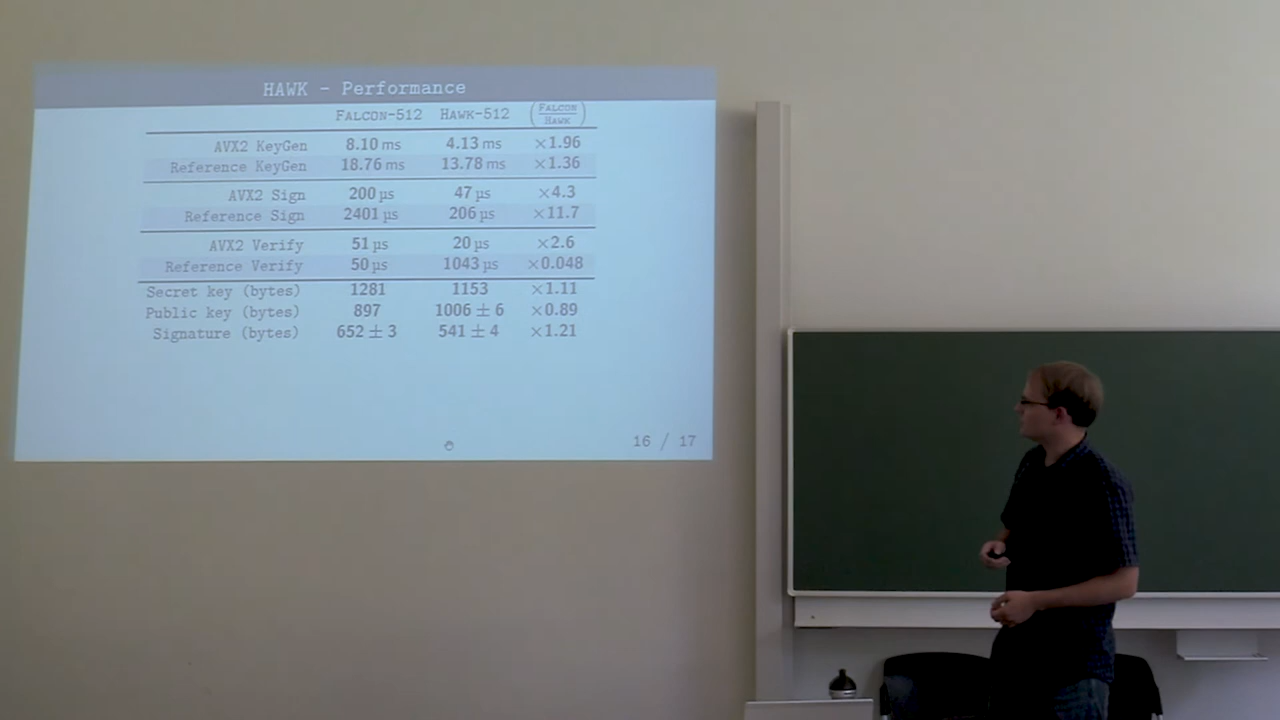 HAWK - Performance
FALCON-512 HAWK-512 (FALCON/HAWK)
AVX2 KeyGen 8.10 ms 4.13 ms ×1.96
Reference KeyGen 18.76 ms 13.78 ms ×1.36
AVX2 Sign 200 µs 47 µs ×4.3
Reference Sign 2401 µs 206 µs ×11.7
AVX2 Verify 51 µs 20 µs ×2.6
Reference Verify 50 µs 1043 µs ×0.048
Secret key (bytes) 1281 1153 ×1.11
Public key (bytes) 897 1006 ± 6 ×0.89
Signature (bytes) 652 ± 3 541 ± 4 ×1.21
16 / 17